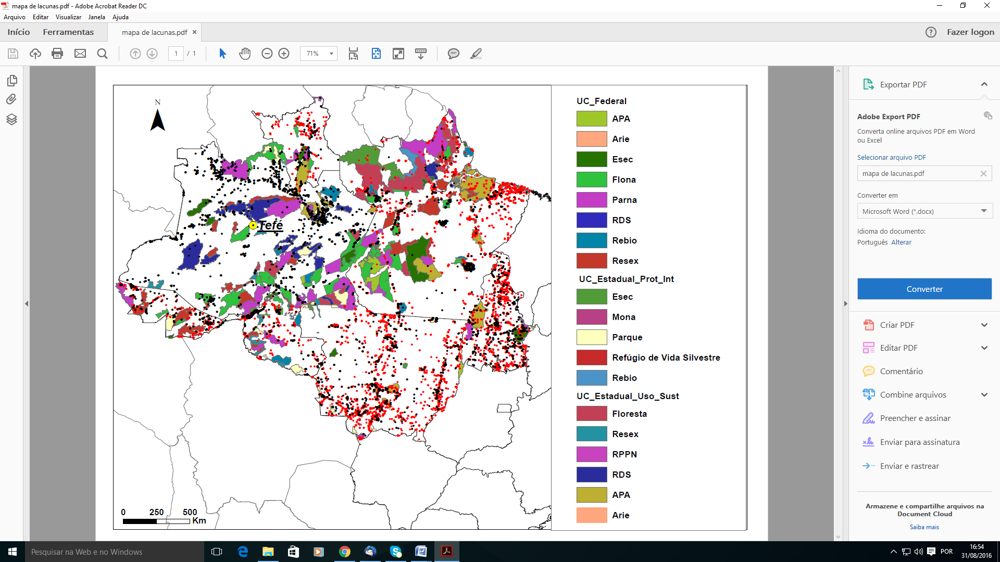 mapa de lacunas.pdf - Adobe Acrobat Reader DC
Arquivo Editar Visualizar Janela Ajuda
Início Ferramentas mapa de lacunas.pdf × Fazer logon
1 / 1 71%
N
Tefé
0 250 500
Km
UC_Federal
APA
Arie
Esec
Flona
Parna
RDS
Rebio
Resex
UC_Estadual_Prot_Int
Esec
Mona
Parque
Refúgio de Vida Silvestre
Rebio
UC_Estadual_Uso_Sust
Floresta
Resex
RPPN
RDS
APA
Arie
Exportar PDF
Adobe Export PDF
Converta online arquivos PDF em Word
ou Excel
Selecionar arquivo PDF
mapa de lacunas.pdf
Converter em
Microsoft Word (*.docx)
Idioma do documento:
Português Alterar
Converter
Criar PDF
Editar PDF
Comentário
Combine arquivos
Preencher e assinar
Enviar para assinatura
Enviar e rastrear
Armazene e compartilhe arquivos na
Document Cloud
Saiba mais
Pesquisar na Web e no Windows
POR
16:54
31/08/2016